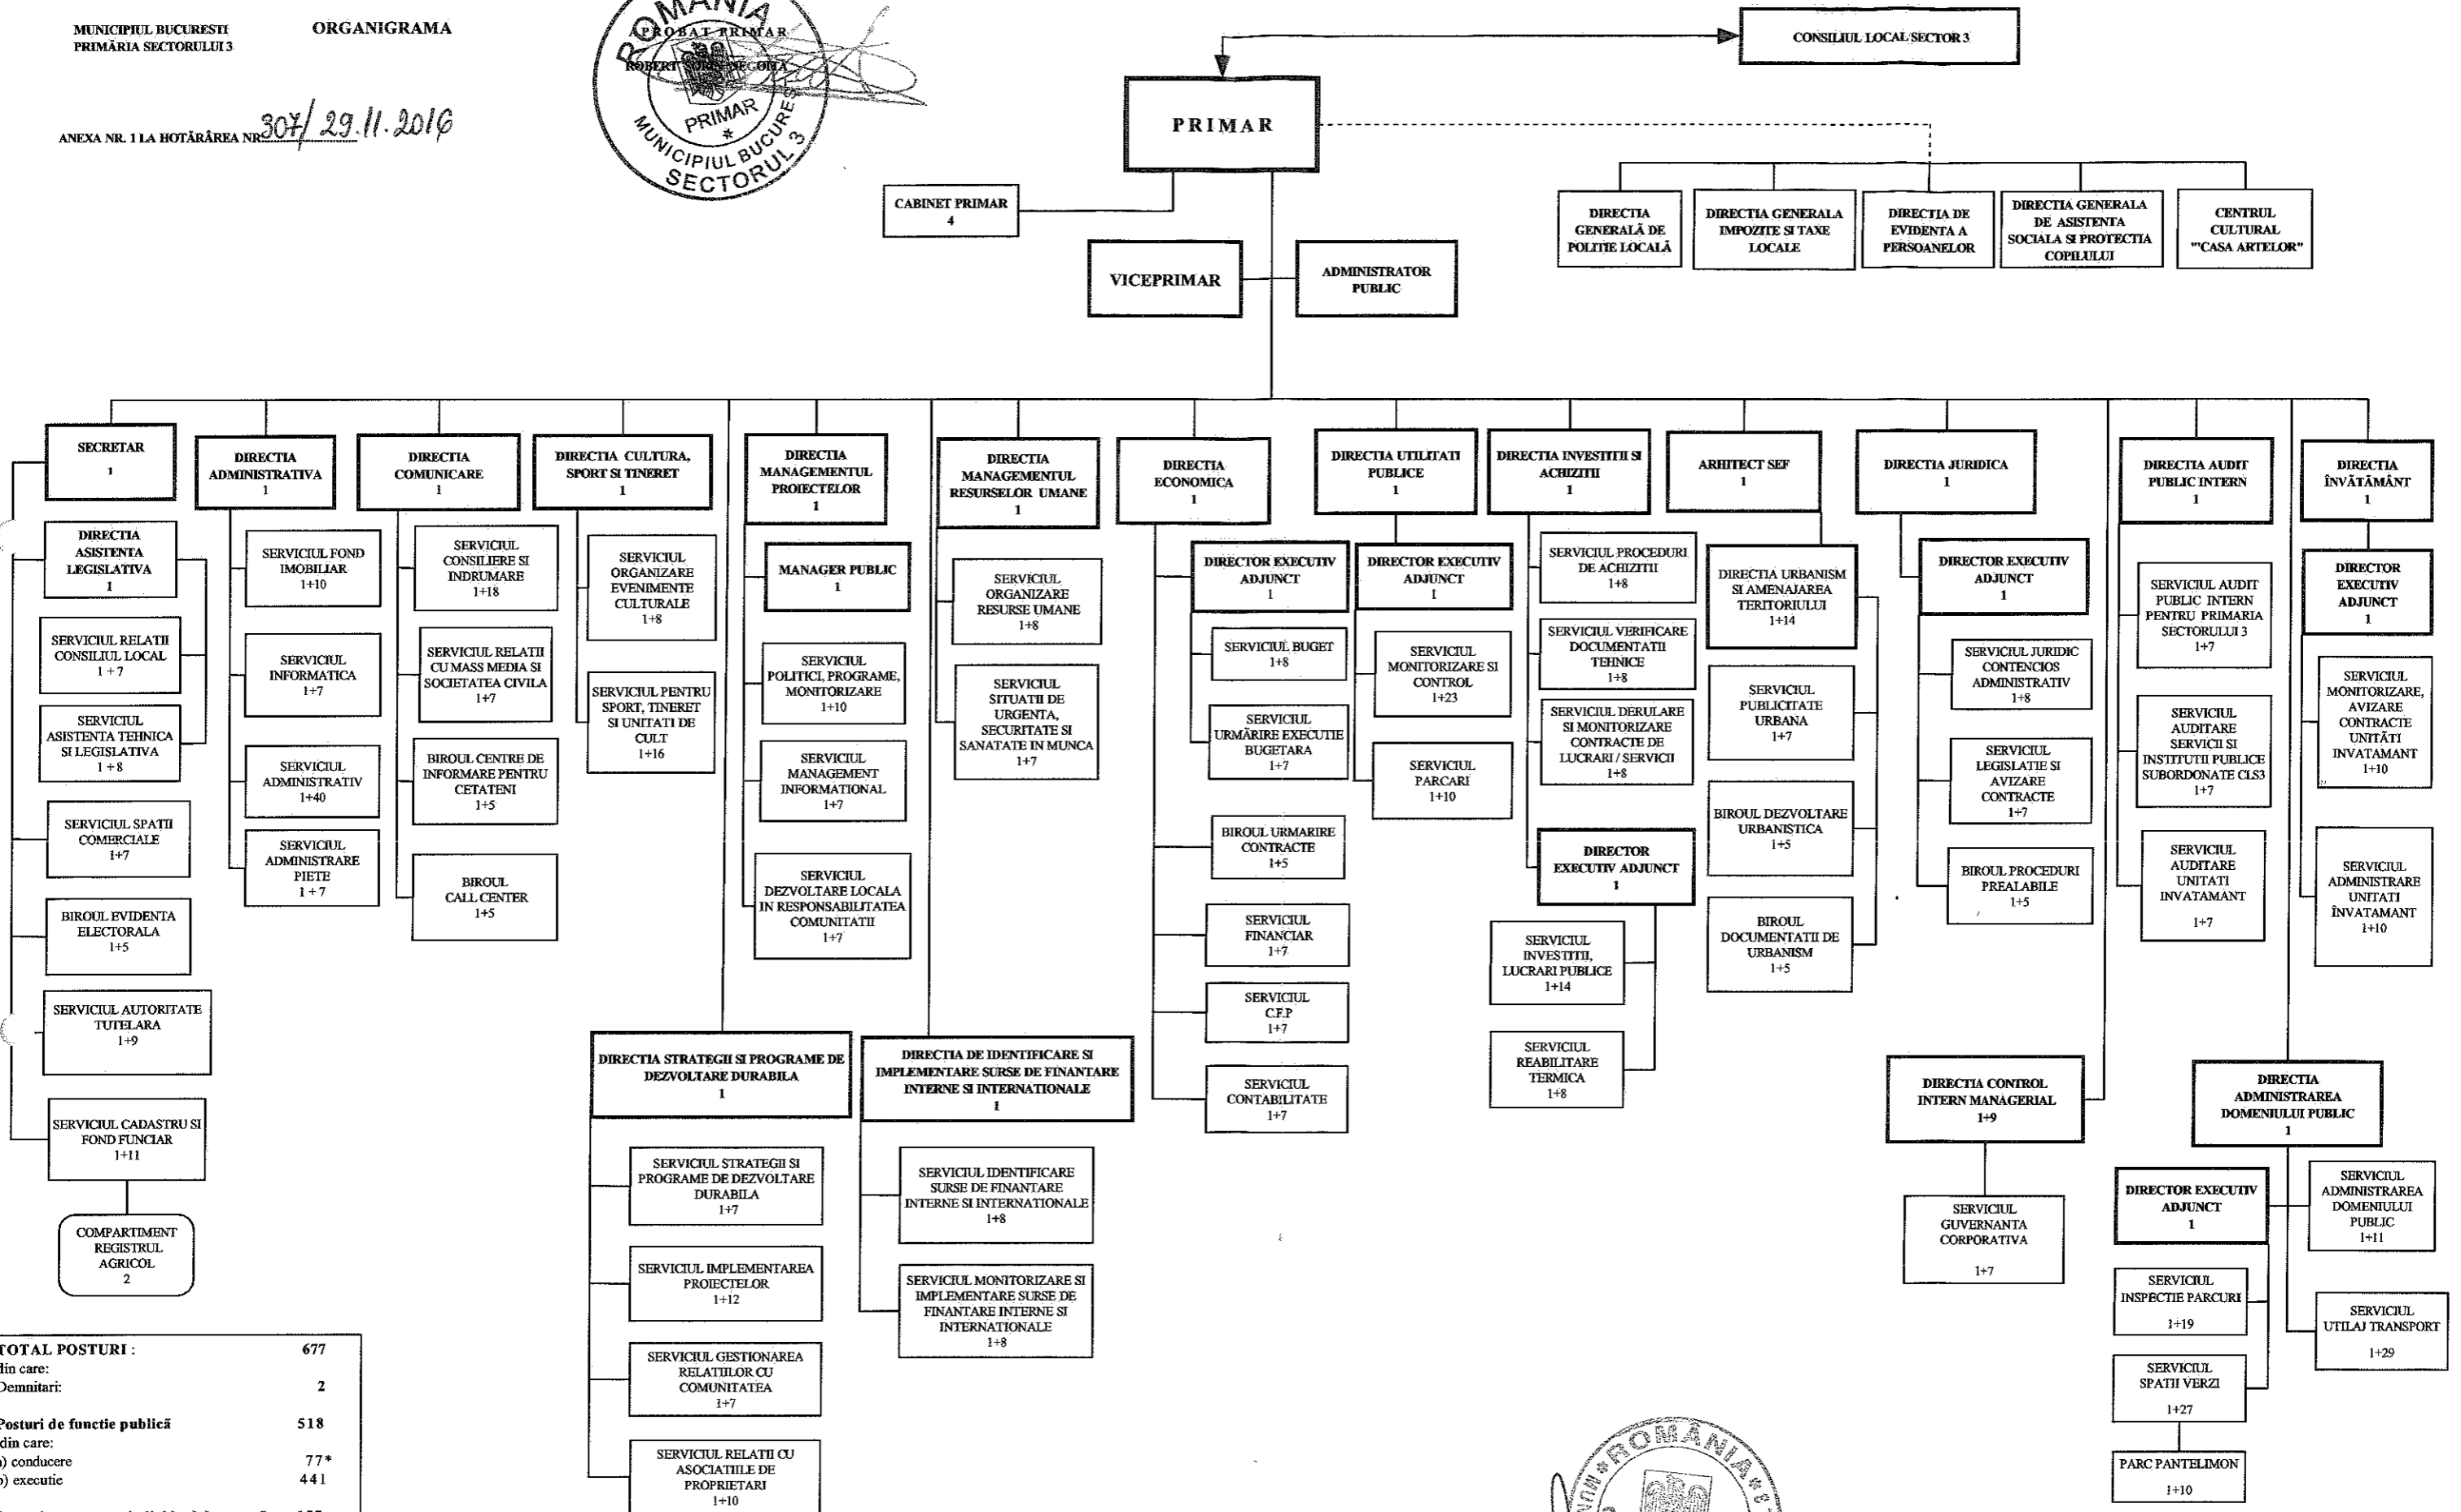 MUNICIPIUL BUCURESTI
PRIMĂRIA SECTORULUI 3
ORGANIGRAMA
ANEXA NR. 1 LA HOTĂRÂREA NR. 307/29.11.2016
ROMÂNIA
APROBAT PRIMAR
ROBERT SORIN NEGOITA
PRIMAR
*
MUNICIPIUL BUCUREȘTI
SECTORUL 3
CONSILIUL LOCAL SECTOR 3
PRIMAR
CABINET PRIMAR
4
VICEPRIMAR
ADMINISTRATOR
PUBLIC
DIRECTIA
GENERALĂ DE
POLITIE LOCALĂ
DIRECTIA GENERALA
IMPOZITE SI TAXE
LOCALE
DIRECTIA DE
EVIDENTA A
PERSOANELOR
DIRECTIA GENERALA
DE ASISTENTA
SOCIALA SI PROTECTIA
COPILULUI
CENTRUL
CULTURAL
"'CASA ARTELOR"
SECRETAR
1
DIRECTIA
ASISTENTA
LEGISLATIVA
1
SERVICIUL RELATII
CONSILIUL LOCAL
1 + 7
SERVICIUL
ASISTENTA TEHNICA
SI LEGISLATIVA
1 + 8
SERVICIUL SPATII
COMERCIALE
1+7
BIROUL EVIDENTA
ELECTORALA
1+5
SERVICIUL AUTORITATE
TUTELARA
1+9
SERVICIUL CADASTRU SI
FOND FUNCIAR
1+11
COMPARTIMENT
REGISTRUL
AGRICOL
2
DIRECTIA
ADMINISTRATIVA
1
SERVICIUL FOND
IMOBILIAR
1+10
SERVICIUL
INFORMATICA
1+7
SERVICIUL
ADMINISTRATIV
1+40
SERVICIUL
ADMINISTRARE
PIETE
1 + 7
DIRECTIA
COMUNICARE
1
SERVICIUL
CONSILIERE SI
INDRUMARE
1+18
SERVICIUL RELATII
CU MASS MEDIA SI
SOCIETATEA CIVILA
1+7
BIROUL CENTRE DE
INFORMARE PENTRU
CETATENI
1+5
BIROUL
CALL CENTER
1+5
DIRECTIA CULTURA,
SPORT SI TINERET
1
SERVICIUL
ORGANIZARE
EVENIMENTE
CULTURALE
1+8
SERVICIUL PENTRU
SPORT, TINERET
SI UNITATI DE
CULT
1+16
DIRECTIA
MANAGEMENTUL
PROIECTELOR
1
MANAGER PUBLIC
1
SERVICIUL
POLITICI, PROGRAME,
MONITORIZARE
1+10
SERVICIUL
MANAGEMENT
INFORMATIONAL
1+7
SERVICIUL
DEZVOLTARE LOCALA
IN RESPONSABILITATEA
COMUNITATII
1+7
DIRECTIA STRATEGII SI PROGRAME DE
DEZVOLTARE DURABILA
1
SERVICIUL STRATEGII SI
PROGRAME DE DEZVOLTARE
DURABILA
1+7
SERVICIUL IMPLEMENTAREA
PROIECTELOR
1+12
SERVICIUL GESTIONAREA
RELATIILOR CU
COMUNITATEA
1+7
SERVICIUL RELATII CU
ASOCIATIILE DE
PROPRIETARI
1+10
DIRECTIA
MANAGEMENTUL
RESURSELOR UMANE
1
SERVICIUL
ORGANIZARE
RESURSE UMANE
1+8
SERVICIUL
SITUATII DE
URGENTA,
SECURITATE SI
SANATATE IN MUNCA
1+7
DIRECTIA DE IDENTIFICARE SI
IMPLEMENTARE SURSE DE FINANTARE
INTERNE SI INTERNATIONALE
1
SERVICIUL IDENTIFICARE
SURSE DE FINANTARE
INTERNE SI INTERNATIONALE
1+8
SERVICIUL MONITORIZARE SI
IMPLEMENTARE SURSE DE
FINANTARE INTERNE SI
INTERNATIONALE
1+8
DIRECTIA
ECONOMICA
1
DIRECTOR EXECUTIV
ADJUNCT
1
SERVICIUL BUGET
1+8
SERVICIUL
URMĂRIRE EXECUTIE
BUGETARA
1+7
BIROUL URMARIRE
CONTRACTE
1+5
SERVICIUL
FINANCIAR
1+7
SERVICIUL
C.F.P
1+7
SERVICIUL
CONTABILITATE
1+7
DIRECTIA UTILITATI
PUBLICE
1
DIRECTOR EXECUTIV
ADJUNCT
1
SERVICIUL
MONITORIZARE SI
CONTROL
1+23
SERVICIUL
PARCARI
1+10
DIRECTIA INVESTITII SI
ACHIZITII
1
SERVICIUL PROCEDURI
DE ACHIZITII
1+8
SERVICIUL VERIFICARE
DOCUMENTATII
TEHNICE
1+8
SERVICIUL DERULARE
SI MONITORIZARE
CONTRACTE DE
LUCRARI / SERVICII
1+8
DIRECTOR
EXECUTIV ADJUNCT
1
SERVICIUL
INVESTITII,
LUCRARI PUBLICE
1+14
SERVICIUL
REABILITARE
TERMICA
1+8
ARHITECT SEF
1
DIRECTIA URBANISM
SI AMENAJAREA
TERITORIULUI
1+14
SERVICIUL
PUBLICITATE
URBANA
1+7
BIROUL DEZVOLTARE
URBANISTICA
1+5
BIROUL
DOCUMENTATII DE
URBANISM
1+5
DIRECTIA JURIDICA
1
DIRECTOR EXECUTIV
ADJUNCT
1
SERVICIUL JURIDIC
CONTENCIOS
ADMINISTRATIV
1+8
SERVICIUL
LEGISLATIE SI
AVIZARE
CONTRACTE
1+7
BIROUL PROCEDURI
PREALABILE
1+5
DIRECTIA CONTROL
INTERN MANAGERIAL
1+9
SERVICIUL
GUVERNANTA
CORPORATIVA
1+7
DIRECTIA AUDIT
PUBLIC INTERN
1
SERVICIUL AUDIT
PUBLIC INTERN
PENTRU PRIMARIA
SECTORULUI 3
1+7
SERVICIUL
AUDITARE
SERVICII SI
INSTITUTII PUBLICE
SUBORDONATE CLS3
1+7
SERVICIUL
AUDITARE
UNITATI
INVATAMANT
1+7
DIRECTIA
ÎNVĂTĂMÂNT
1
DIRECTOR
EXECUTIV
ADJUNCT
1
SERVICIUL
MONITORIZARE,
AVIZARE
CONTRACTE
UNITĂTI
INVATAMANT
1+10
SERVICIUL
ADMINISTRARE
UNITATI
ÎNVATAMANT
1+10
DIRECTIA
ADMINISTRAREA
DOMENIULUI PUBLIC
1
DIRECTOR EXECUTIV
ADJUNCT
1
SERVICIUL
ADMINISTRAREA
DOMENIULUI
PUBLIC
1+11
SERVICIUL
INSPECTIE PARCURI
1+19
SERVICIUL
UTILAJ TRANSPORT
1+29
SERVICIUL
SPATII VERZI
1+27
PARC PANTELIMON
1+10
TOTAL POSTURI : 677
din care:
Demnitari: 2
Posturi de functie publică 518
din care:
a) conducere 77*
b) executie 441
ROMÂNIA